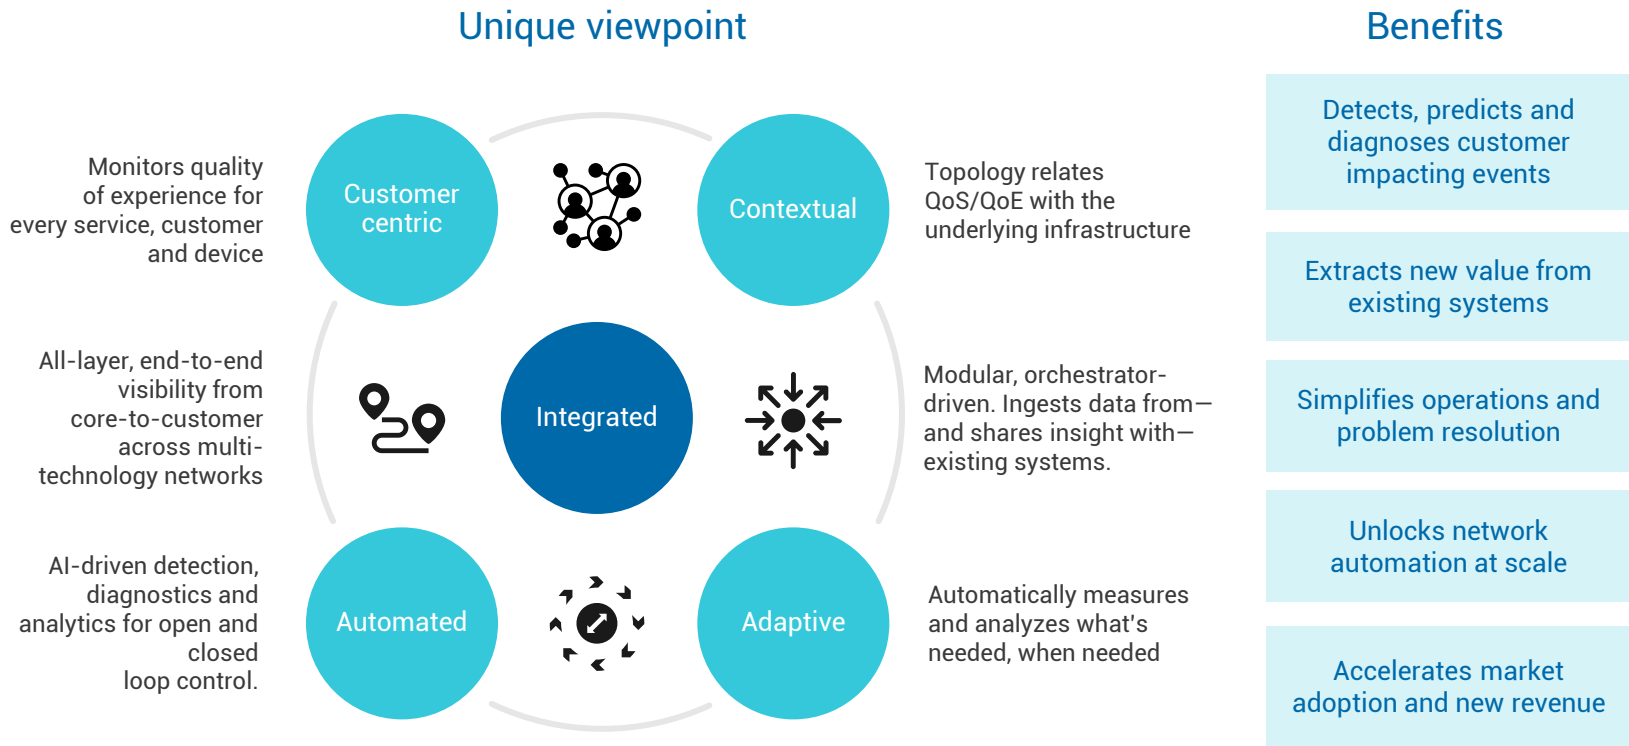 Unique viewpoint
Monitors quality
of experience for
every service, customer
and device
Customer
centric
Contextual
Topology relates
QoS/QoE with the
underlying infrastructure
All-layer, end-to-end
visibility from
core-to-customer
across multi-
technology networks
Integrated
Modular, orchestrator-
driven. Ingests data from—
and shares insight with—
existing systems.
AI-driven detection,
diagnostics and
analytics for open and
closed
loop control.
Automated
Adaptive
Automatically measures
and analyzes what's
needed, when needed
Benefits
Detects, predicts and
diagnoses customer
impacting events
Extracts new value from
existing systems
Simplifies operations and
problem resolution
Unlocks network
automation at scale
Accelerates market
adoption and new revenue